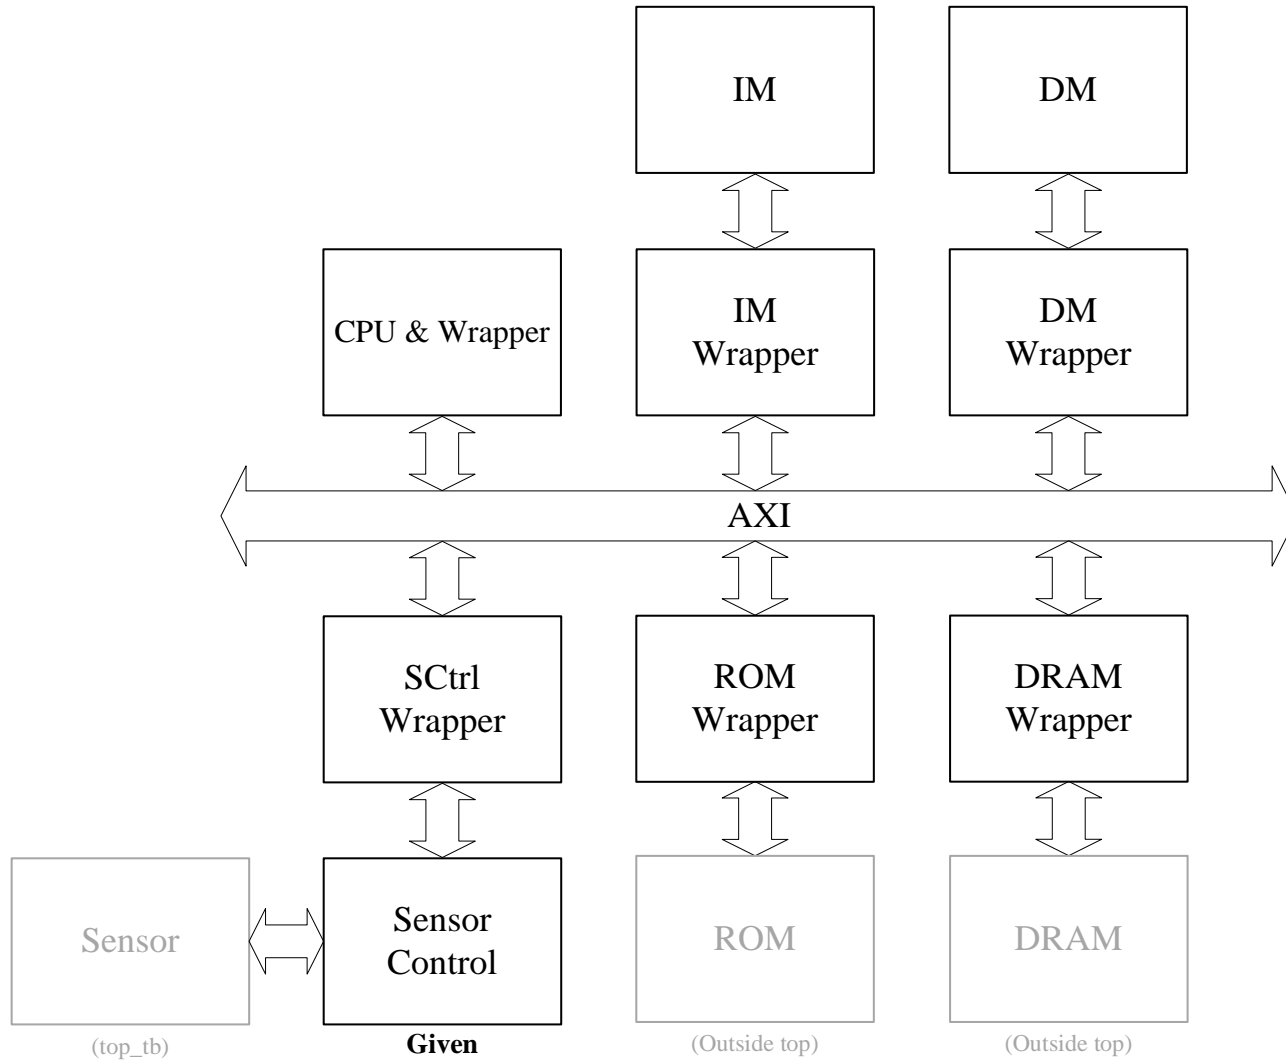 IM
DM
CPU & Wrapper
IM
Wrapper
DM
Wrapper
AXI
SCtrl
Wrapper
ROM
Wrapper
DRAM
Wrapper
Sensor
Sensor
Control
ROM
DRAM
(top_tb)
Given
(Outside top)
(Outside top)